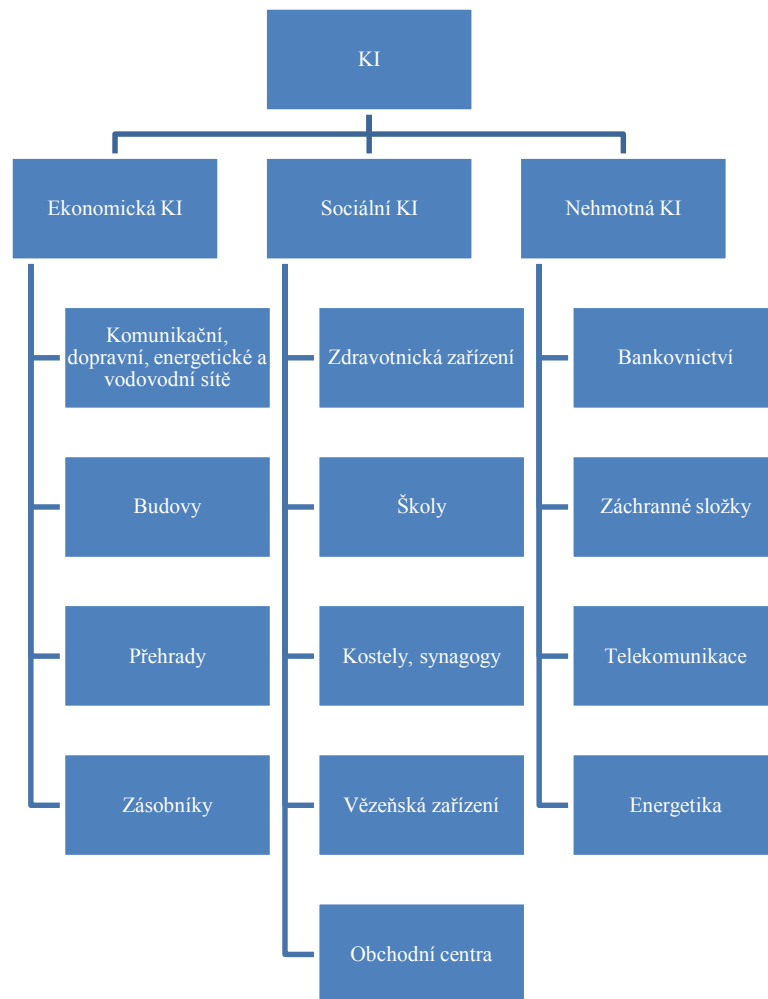 KI
Ekonomická KI
Sociální KI
Nehmotná KI
Komunikační,
dopravní, energetické a
vodovodní sítě
Zdravotnická zařízení
Bankovnictví
Budovy
Školy
Záchranné složky
Přehrady
Kostely, synagogy
Telekomunikace
Zásobníky
Vězeňská zařízení
Energetika
Obchodní centra